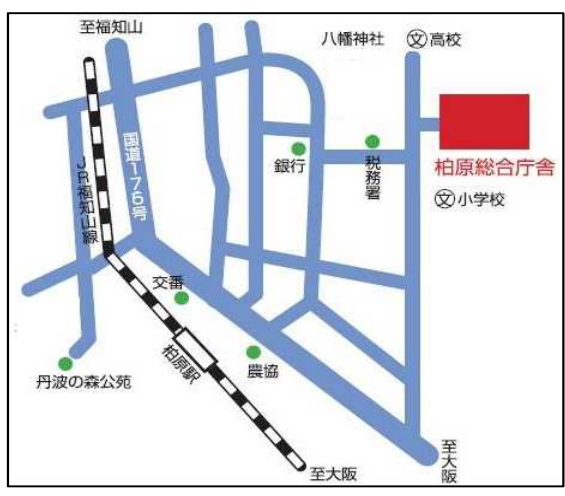 至福知山
八幡神社
文高校
国道176号
JR福知山線
銀行
税務署
柏原総合庁舎
文小学校
交番
柏原駅
農協
丹波の森公苑
至大阪
至大阪